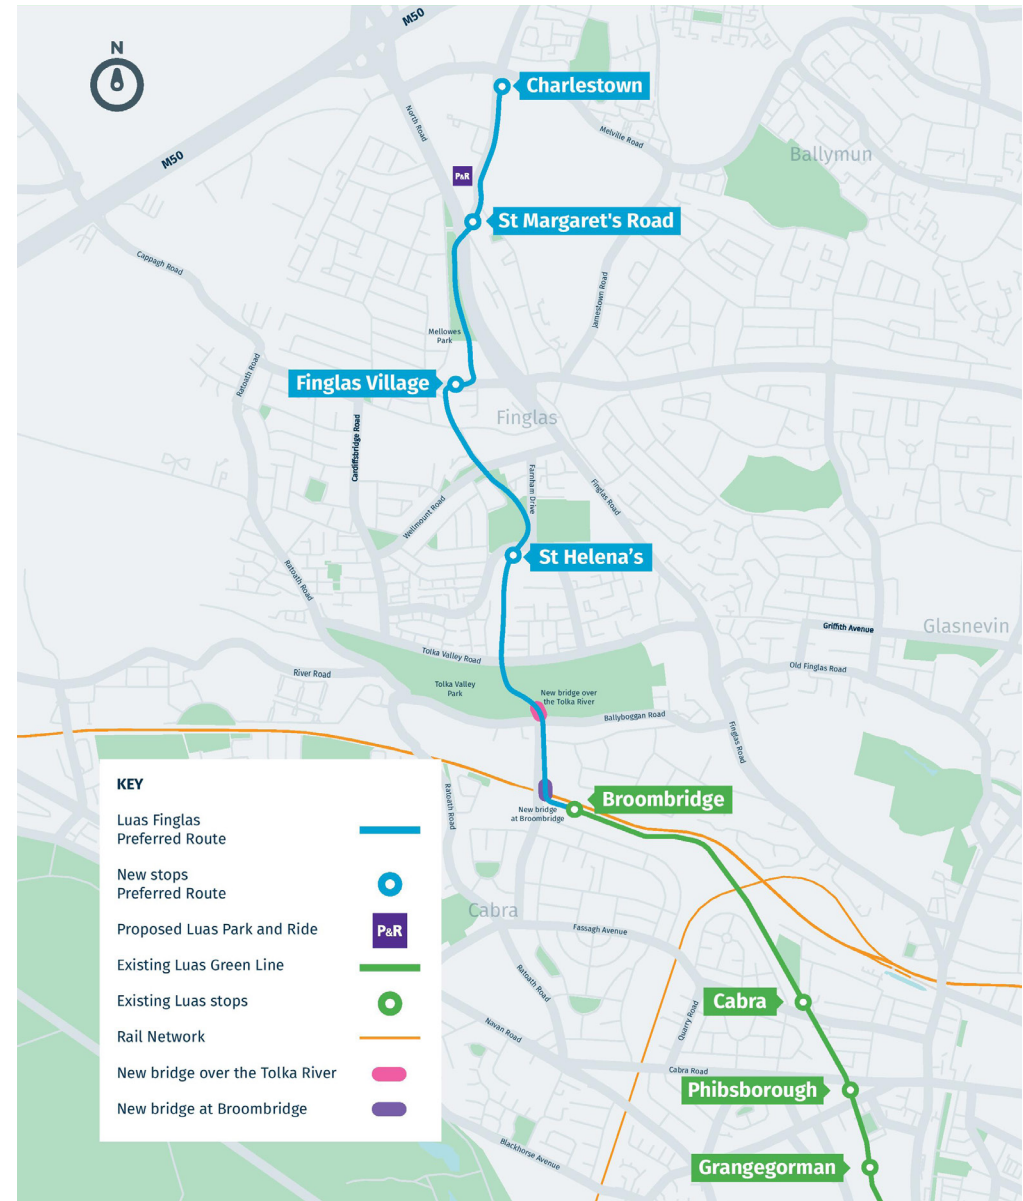 M50
N
Charlestown
North Road
Melville Road
M50
Ballymun
P&R
St Margaret's Road
Cappagh Road
Jamestown Road
Mellowes
Park
Ratoath Road
Finglas Village
Finglas
Cardiffsbridge Road
Farnham Drive
Finglas Road
Wellmount Road
St Helena's
Ratoath Road
Griffith Avenue
Glasnevin
Tolka Valley Road
Old Finglas Road
River Road
Tolka Valley
Park
New bridge over
the Tolka River
Ballyboggan Road
Finglas Road
KEY
Luas Finglas
Preferred Route
New stops
Preferred Route
Proposed Luas Park and Ride
P&R
Existing Luas Green Line
Existing Luas stops
Rail Network
New bridge over the Tolka River
New bridge at Broombridge
Ratoath Road
Broombridge
New bridge
at Broombridge
Cabra
Fassagh Avenue
Ratoath Road
Cabra
Quarry Road
Navan Road
Cabra Road
Phibsborough
Blackhorse Avenue
Grangegorman